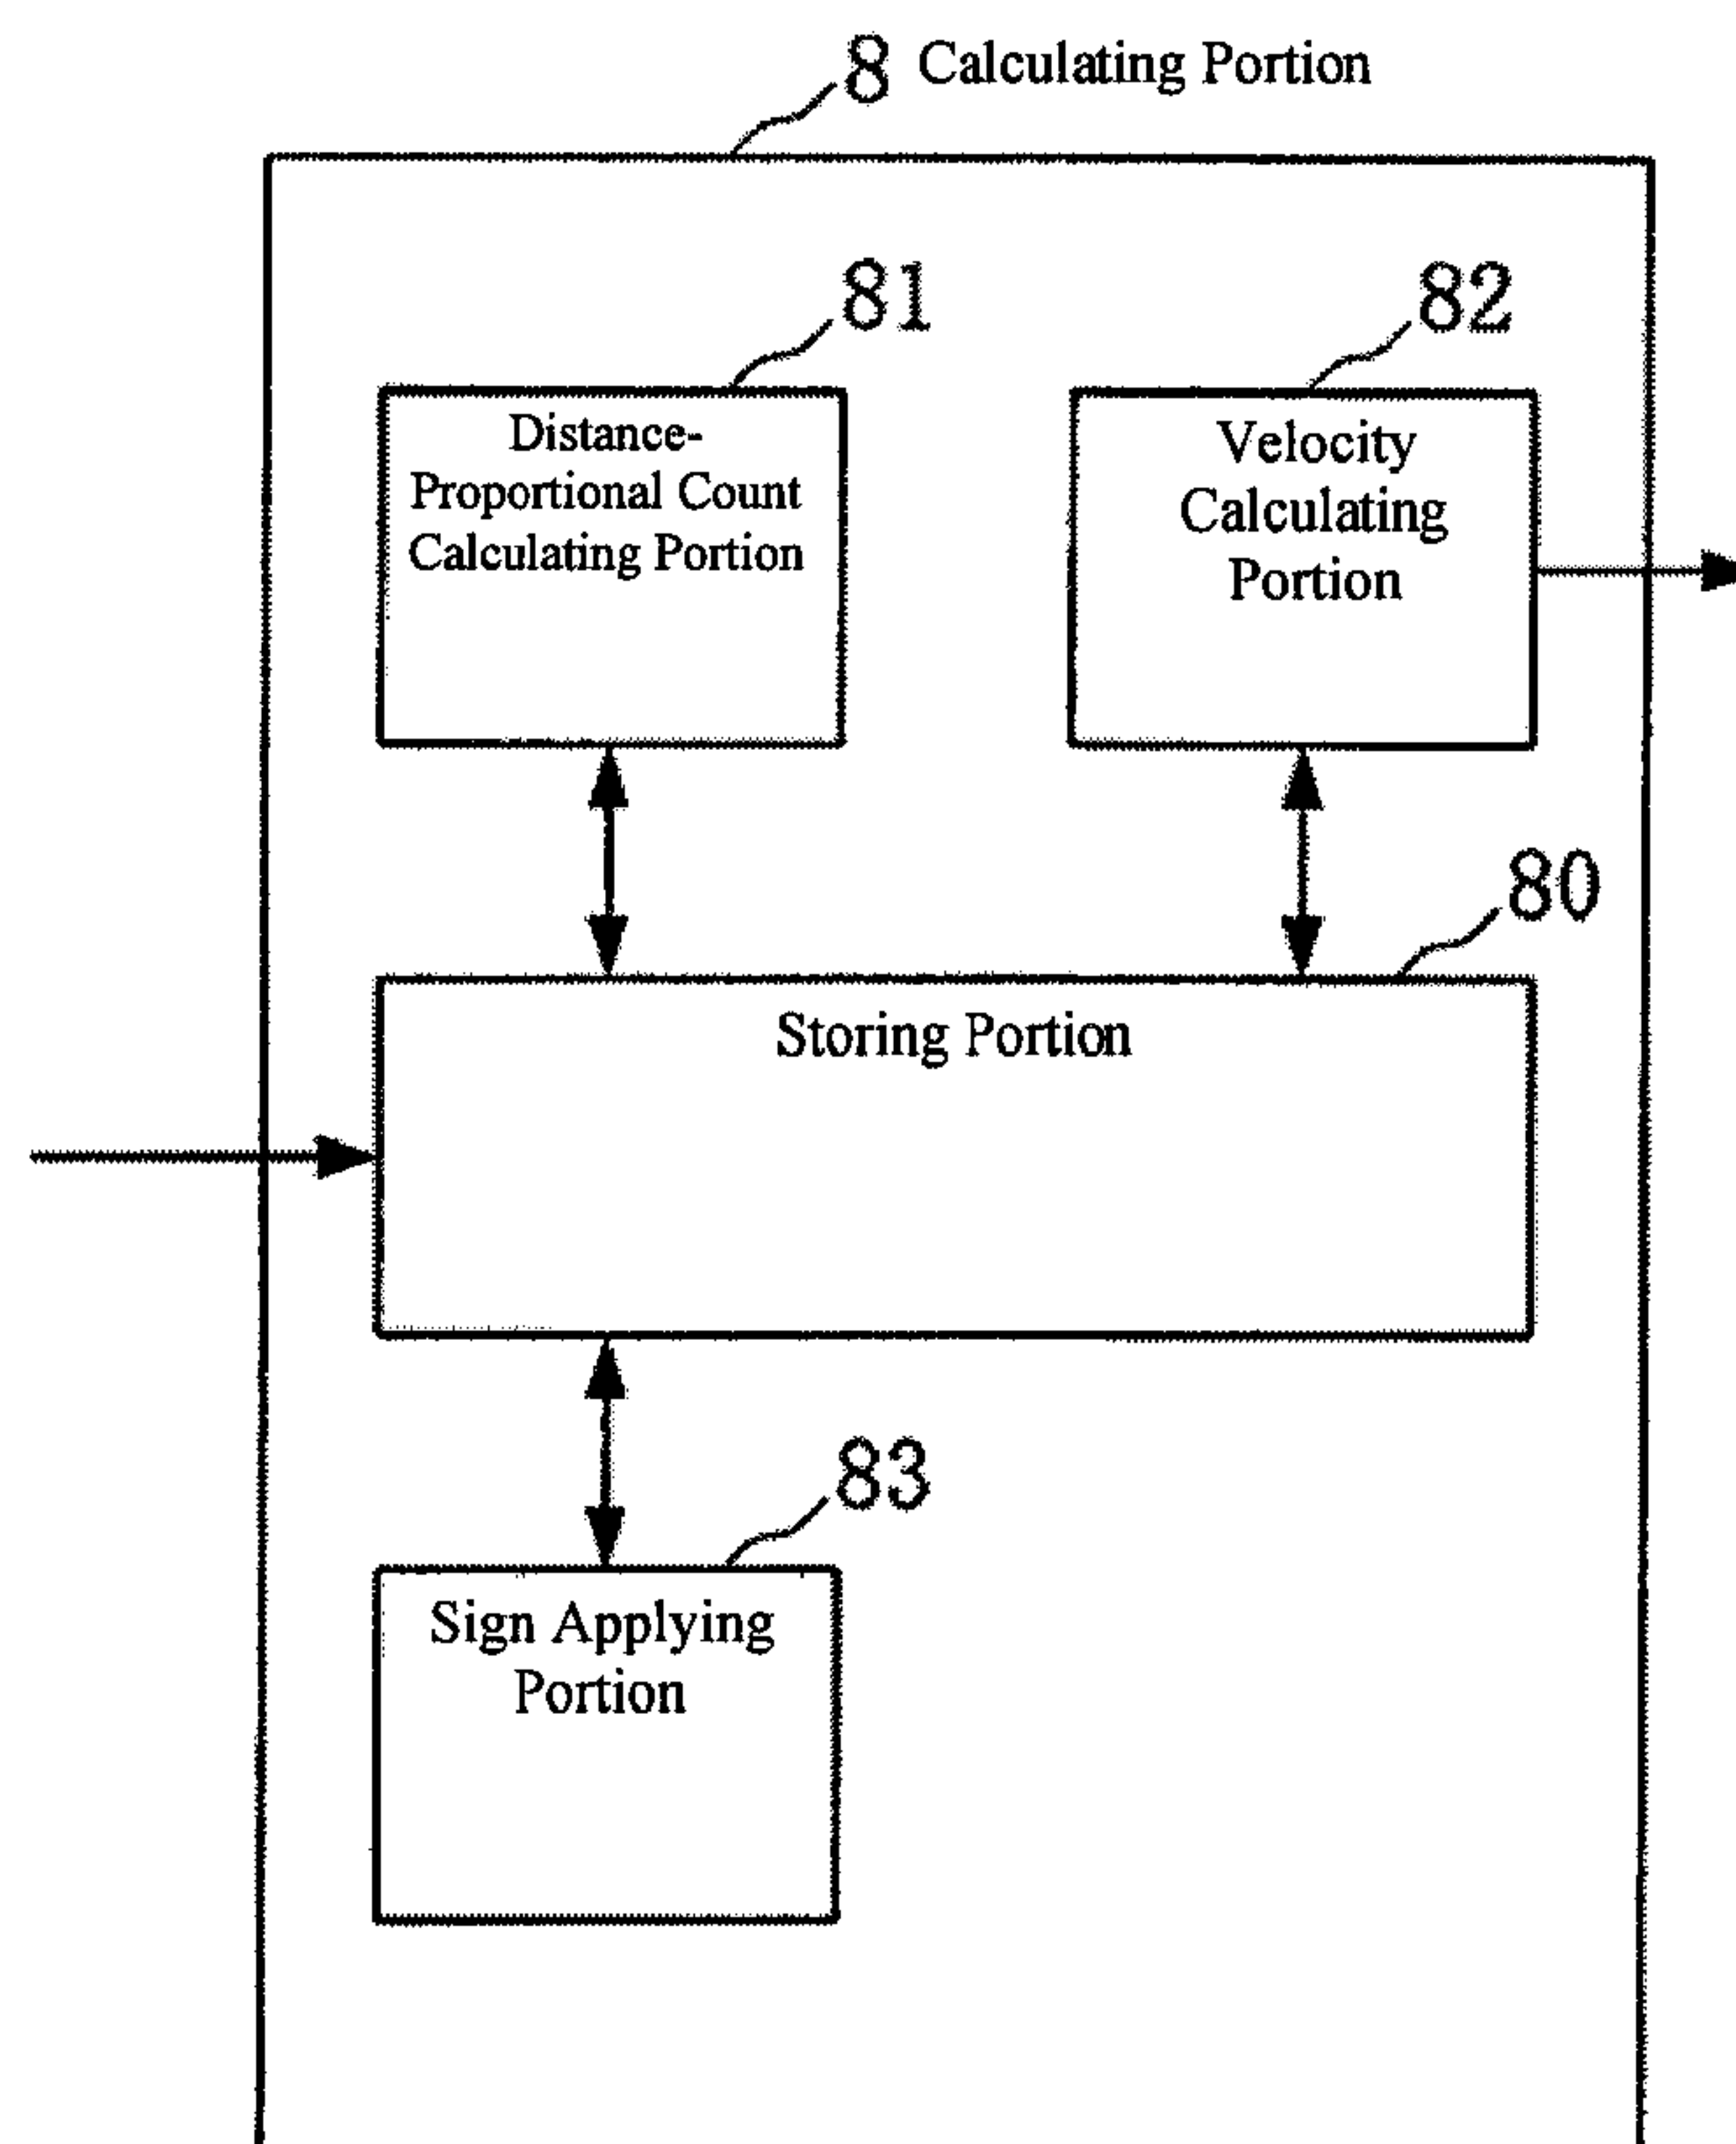 8 Calculating Portion
81
Distance-
Proportional Count
Calculating Portion
82
Velocity
Calculating
Portion
80
Storing Portion
83
Sign Applying
Portion